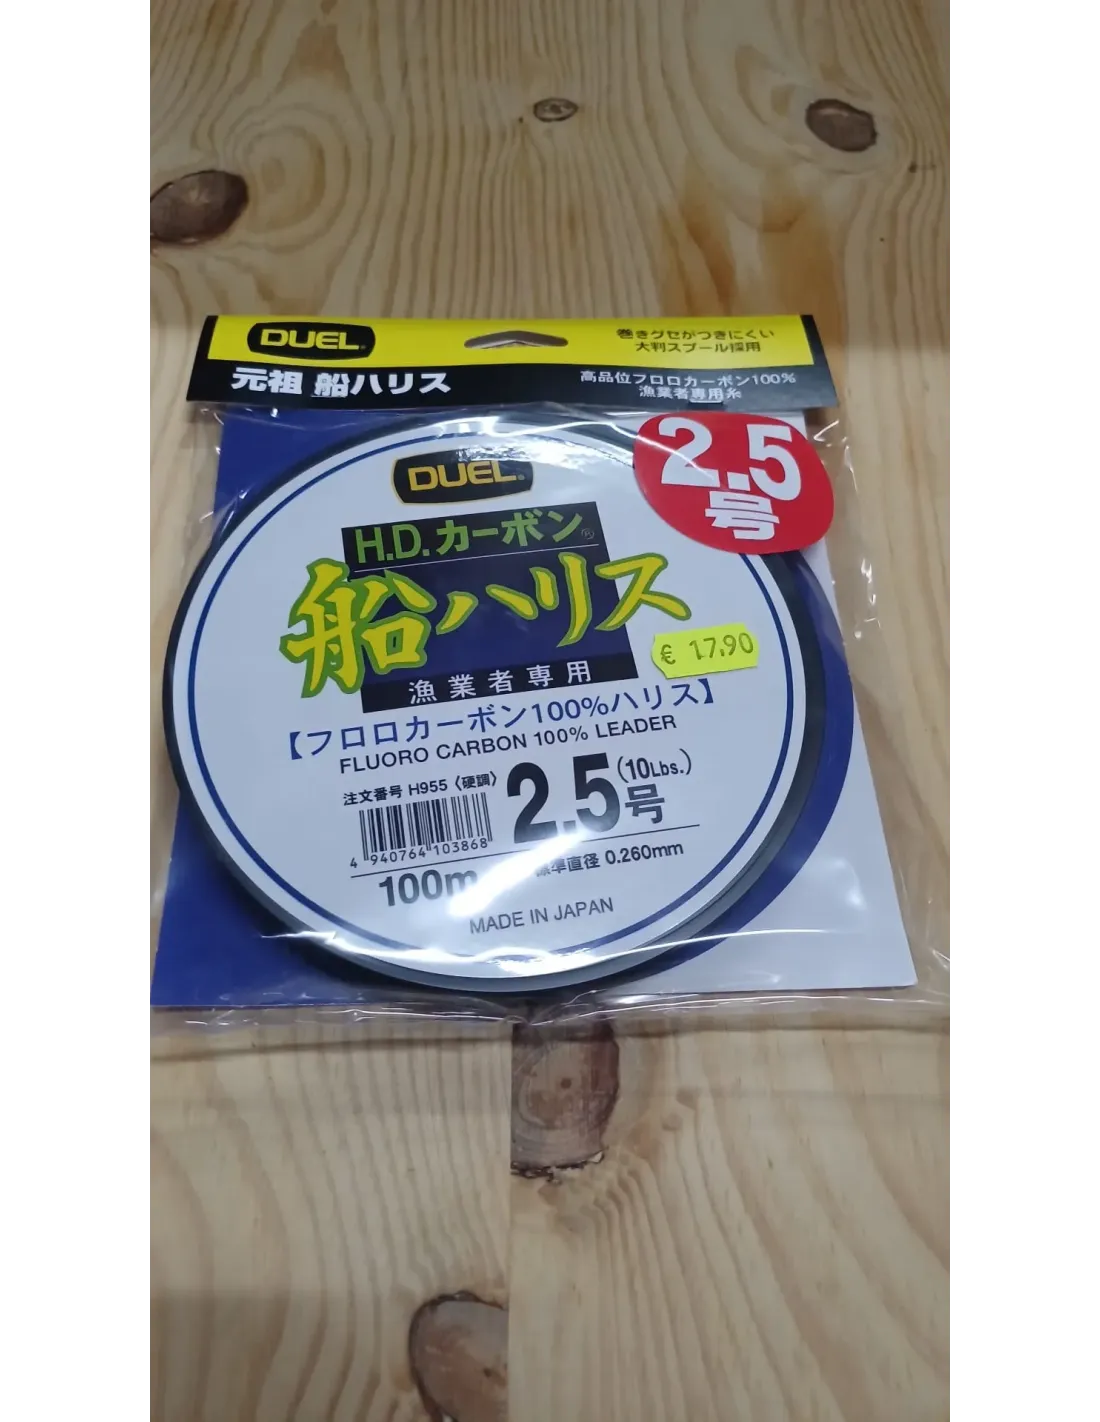 DUEL®
巻きグセがつきにくい
大判スプール採用
元祖 船ハリス
高品位フロロカーボン100%
漁業者専用糸
2.5
号
DUEL®
H.D.カーボン®
船ハリス
€ 17.90
漁業者専用
【フロロカーボン100%ハリス】
FLUORO CARBON 100% LEADER
注文番号 H955〈硬調〉
2.5号(10Lbs.)
4 940764 103868
100m
標準直径 0.260mm
MADE IN JAPAN